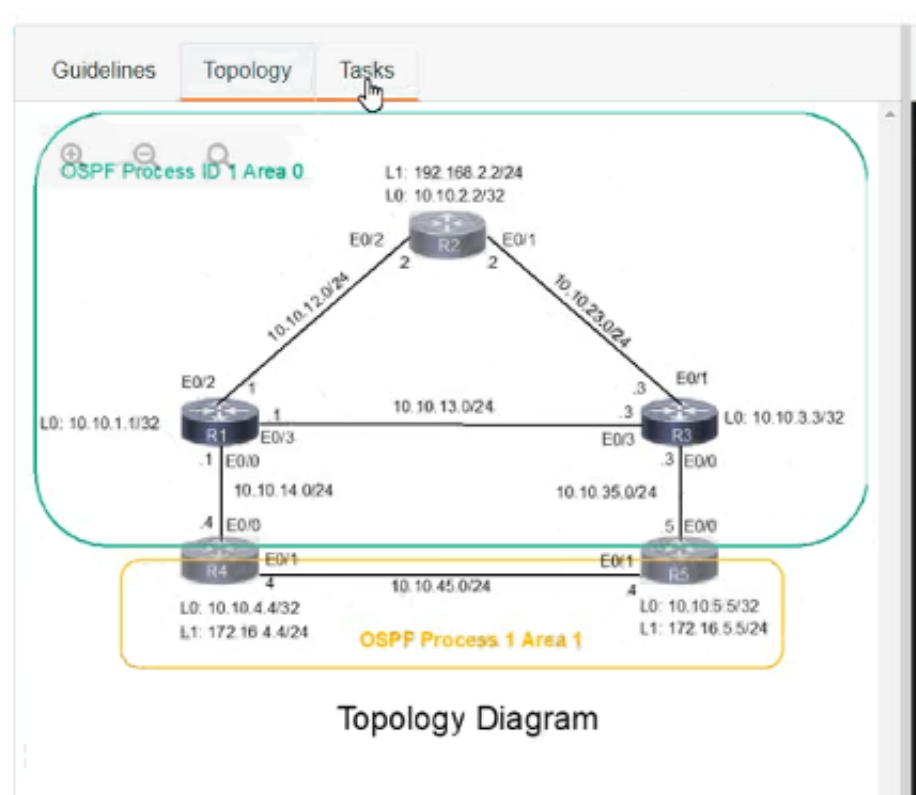 Guidelines Topology Tasks
OSPF Process ID 1 Area 0
L1: 192.168.2.2/24
L0: 10.10.2.2/32
E0/2 R2 E0/1
2 2
10.10.12.0/24
10.10.23.0/24
E0/2 1
.3 E0/1
L0: 10.10.1.1/32
R1
.1
E0/3
10.10.13.0/24
.3
E0/3
R3
L0: 10.10.3.3/32
.1 E0/0
.3 E0/0
10.10.14.0/24
10.10.35.0/24
.4 E0/0
.5 E0/0
R4 E0/1
E0/1 R5
4
10.10.45.0/24
4
L0: 10.10.4.4/32
L1: 172.16.4.4/24
L0: 10.10.5.5/32
L1: 172.16.5.5/24
OSPF Process 1 Area 1
Topology Diagram